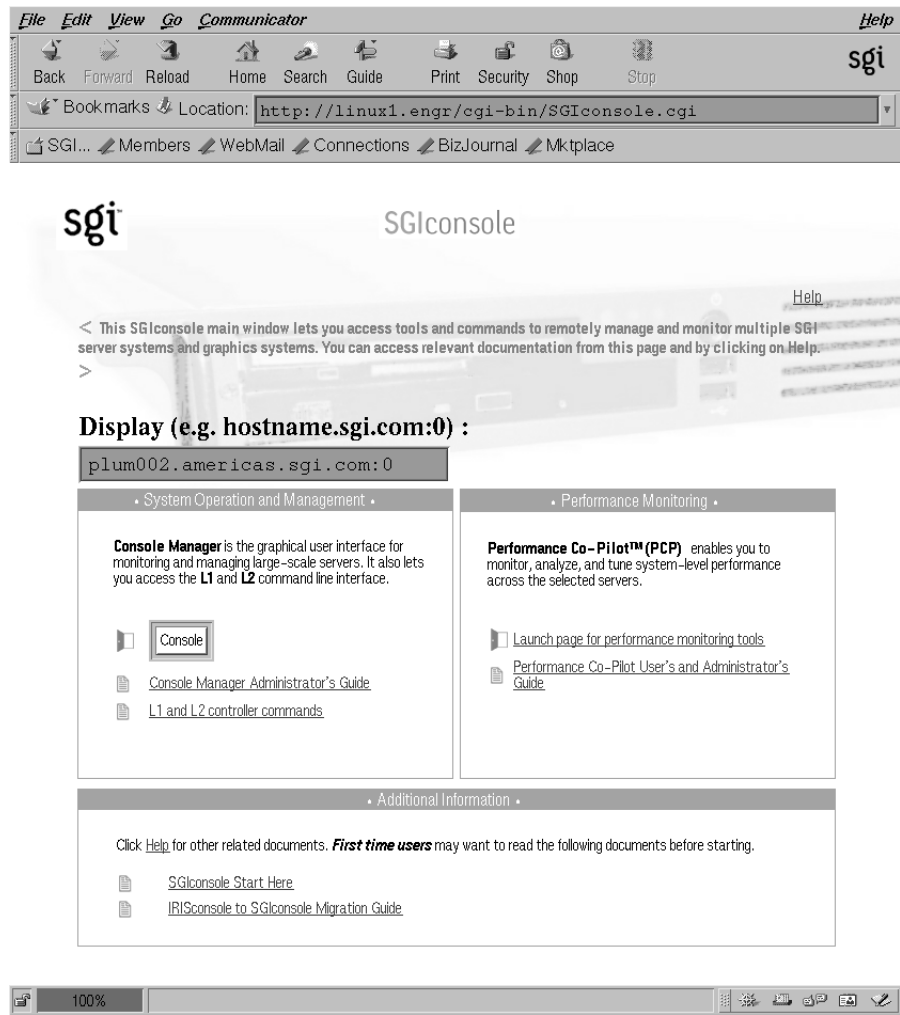 File Edit View Go Communicator Help
Back Forward Reload Home Search Guide Print Security Shop Stop
sgi
Bookmarks Location: http://linux1.engr/cgi-bin/SGIconsole.cgi
SGI... Members WebMail Connections BizJournal Mktplace
sgi™
SGIconsole
Help
< This SGIconsole main window lets you access tools and commands to remotely manage and monitor multiple SGI
server systems and graphics systems. You can access relevant documentation from this page and by clicking on Help.
>
Display (e.g. hostname.sgi.com:0) :
plum002.americas.sgi.com:0
• System Operation and Management •
Console Manager is the graphical user interface for
monitoring and managing large-scale servers. It also lets
you access the L1 and L2 command line interface.
Console
Console Manager Administrator's Guide
L1 and L2 controller commands
• Performance Monitoring •
Performance Co-Pilot™ (PCP) enables you to
monitor, analyze, and tune system-level performance
across the selected servers.
Launch page for performance monitoring tools
Performance Co-Pilot User's and Administrator's
Guide
• Additional Information •
Click Help for other related documents. First time users may want to read the following documents before starting.
SGIconsole Start Here
IRISconsole to SGIconsole Migration Guide
100%